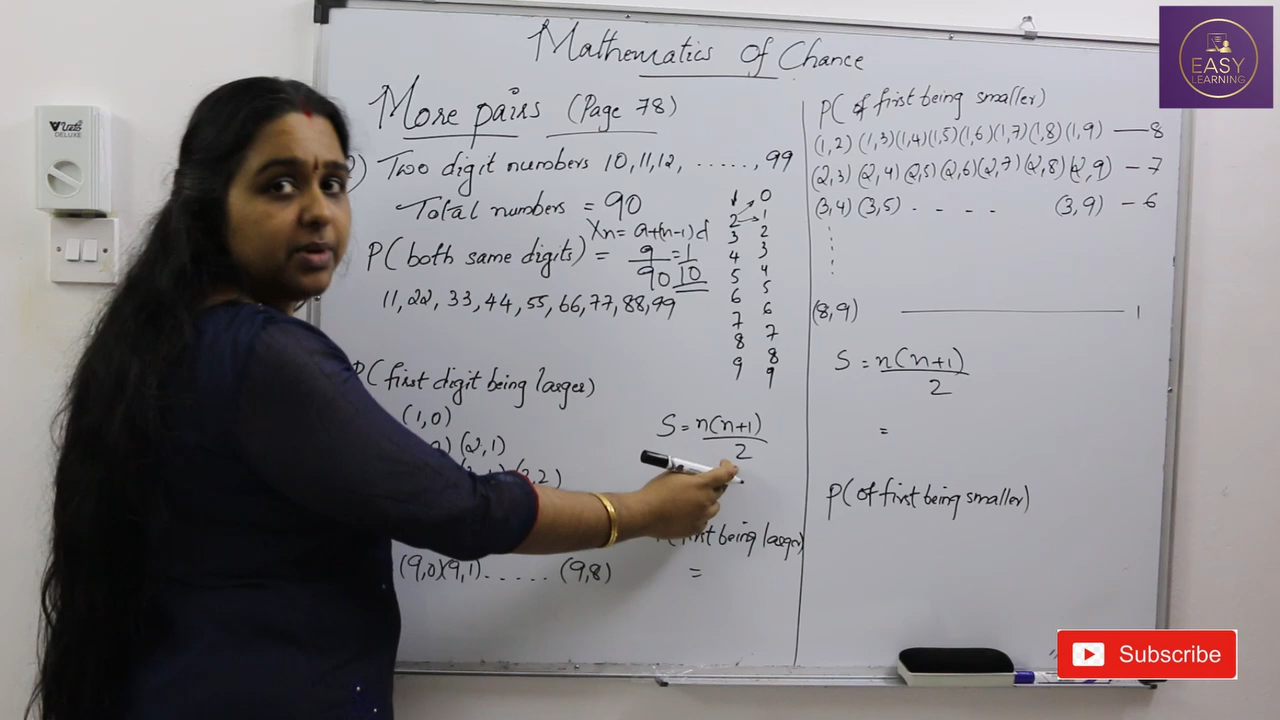 Mathematics Of Chance
More pairs (Page 78)
2) Two digit numbers 10, 11, 12, ......, 99
Total numbers = 90
Xn = a+(n-1)d
P(both same digits) = 9/90 = 1/10
11, 22, 33, 44, 55, 66, 77, 88, 99
1 0
2 1
3 2
4 3
5 4
6 5
7 6
8 7
9 8
9
P(first digit being larger)
(1,0)
(2,1)
S = n(n+1)/2
first being larger)
(9,0)(9,1)...... (9,8)
=
P(of first being smaller)
(1,2) (1,3)(1,4)(1,5)(1,6)(1,7)(1,8)(1,9) — 8
(2,3) (2,4)(2,5)(2,6)(2,7)(2,8)(2,9) - 7
(3,4) (3,5) . - - - - (3,9) - 6
(8,9) — 1
S = n(n+1)/2
=
P(of first being smaller)
EASY
LEARNING
Subscribe
DELUXE